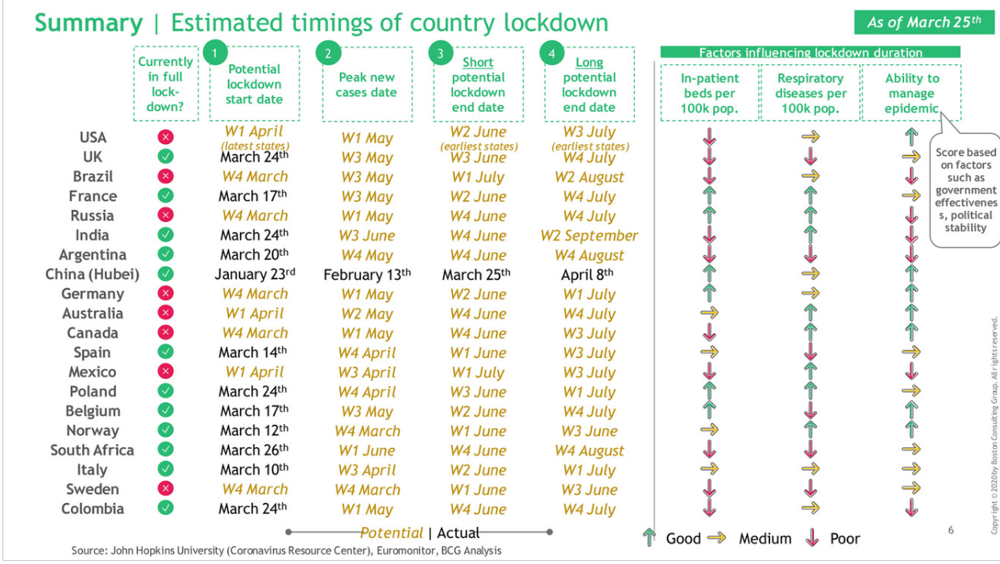 Summary | Estimated timings of country lockdown
As of March 25th
Currently in full lock-down?
1 Potential lockdown start date
2 Peak new cases date
3 Short potential lockdown end date
4 Long potential lockdown end date
Factors influencing lockdown duration
In-patient beds per 100k pop.
Respiratory diseases per 100k pop.
Ability to manage epidemic
Score based on factors such as government effectivenes s, political stability
USA W1 April (latest states) W1 May W2 June (earliest states) W3 July (earliest states)
UK March 24th W3 May W3 June W4 July
Brazil W4 March W3 May W1 July W2 August
France March 17th W3 May W2 June W4 July
Russia W4 March W1 May W4 June W4 July
India March 24th W3 June W4 June W2 September
Argentina March 20th W4 May W4 June W4 August
China (Hubei) January 23rd February 13th March 25th April 8th
Germany W4 March W1 May W2 June W1 July
Australia W1 April W2 May W4 June W4 July
Canada W4 March W1 May W4 June W3 July
Spain March 14th W4 April W1 June W3 July
Mexico W1 April W3 April W1 July W3 July
Poland March 24th W4 April W3 June W1 July
Belgium March 17th W3 May W2 June W4 July
Norway March 12th W4 March W1 June W3 June
South Africa March 26th W1 June W4 June W4 August
Italy March 10th W3 April W2 June W1 July
Sweden W4 March W4 March W1 June W3 June
Colombia March 24th W1 May W4 June W4 July
Potential | Actual
Good Medium Poor
6
Source: John Hopkins University (Coronavirus Resource Center), Euromonitor, BCG Analysis
Copyright © 2020 by Boston Consulting Group. All rights reserved.